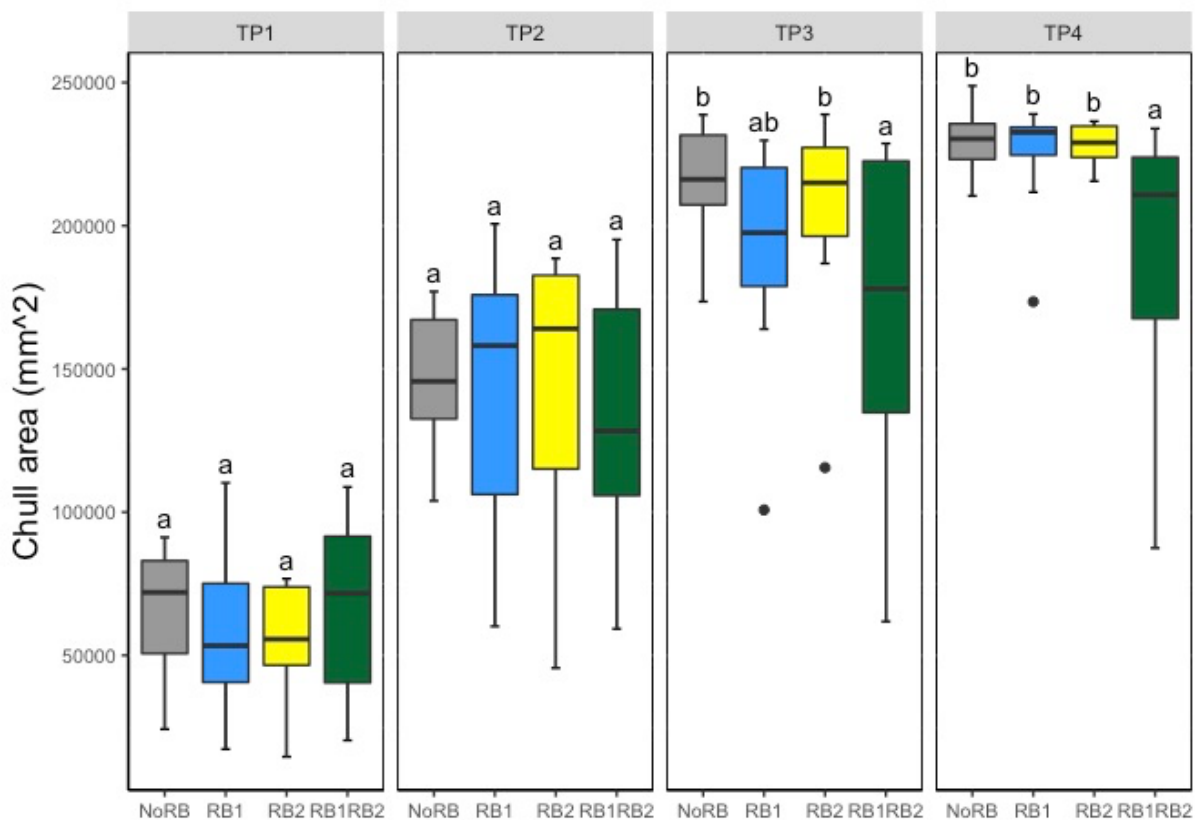 TP1 TP2 TP3 TP4
Chull area (mm^2)
250000
200000
150000
100000
50000
a a a a
a a a a
b ab b a
b b b a
NoRB RB1 RB2 RB1RB2
NoRB RB1 RB2 RB1RB2
NoRB RB1 RB2 RB1RB2
NoRB RB1 RB2 RB1RB2